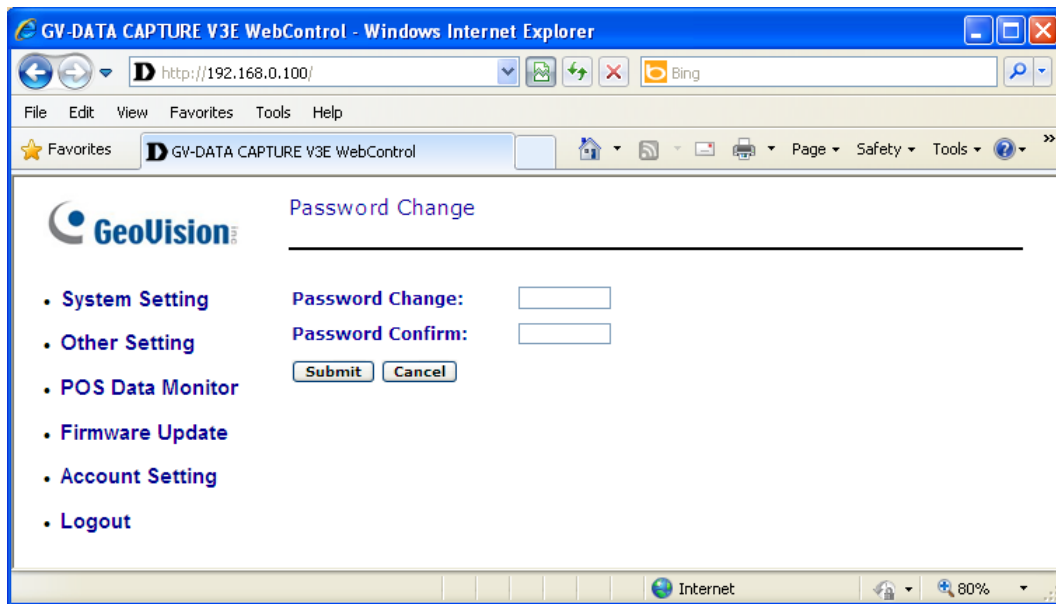 GV-DATA CAPTURE V3E WebControl - Windows Internet Explorer
http://192.168.0.100/
Bing
File Edit View Favorites Tools Help
Favorites
GV-DATA CAPTURE V3E WebControl
Page Safety Tools
GeoVision inc
Password Change
System Setting
Other Setting
POS Data Monitor
Firmware Update
Account Setting
Logout
Password Change:
Password Confirm:
Submit Cancel
Internet 80%